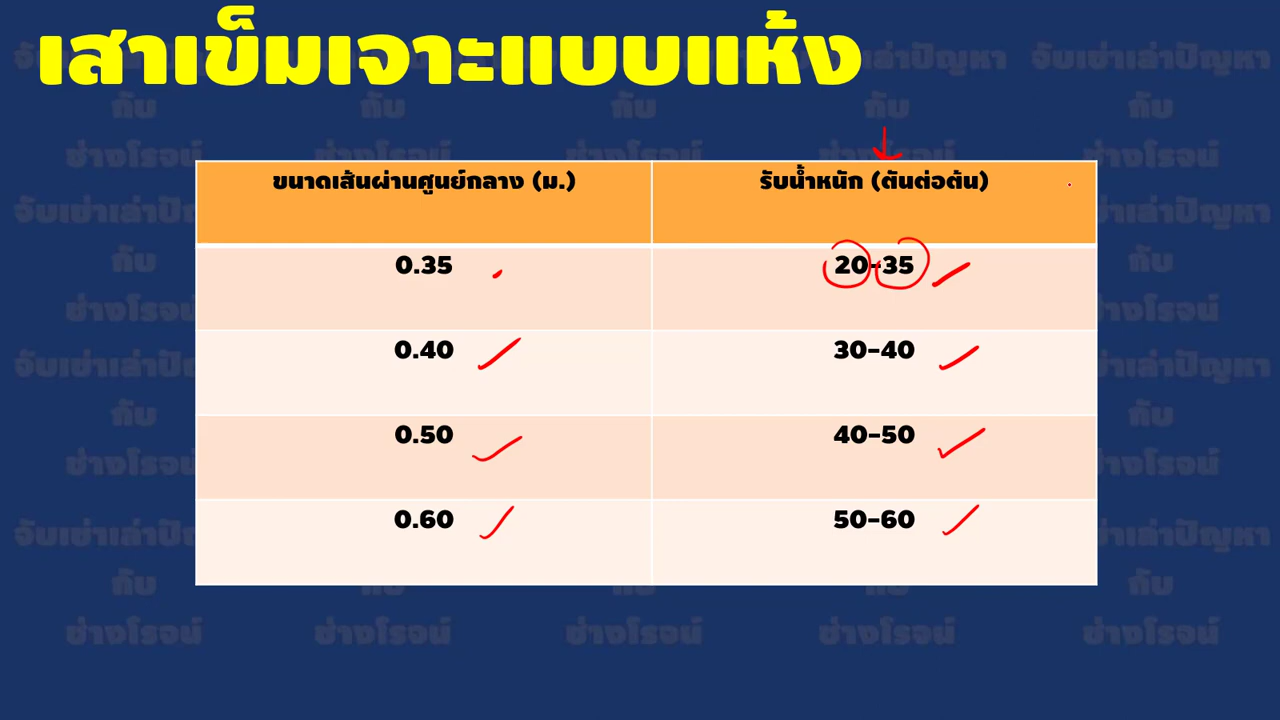 เสาเข็มเจาะแบบแห้ง
ขนาดเส้นผ่านศูนย์กลาง (ม.) รับน้ำหนัก (ตันต่อต้น)
0.35 20-35
0.40 30-40
0.50 40-50
0.60 50-60